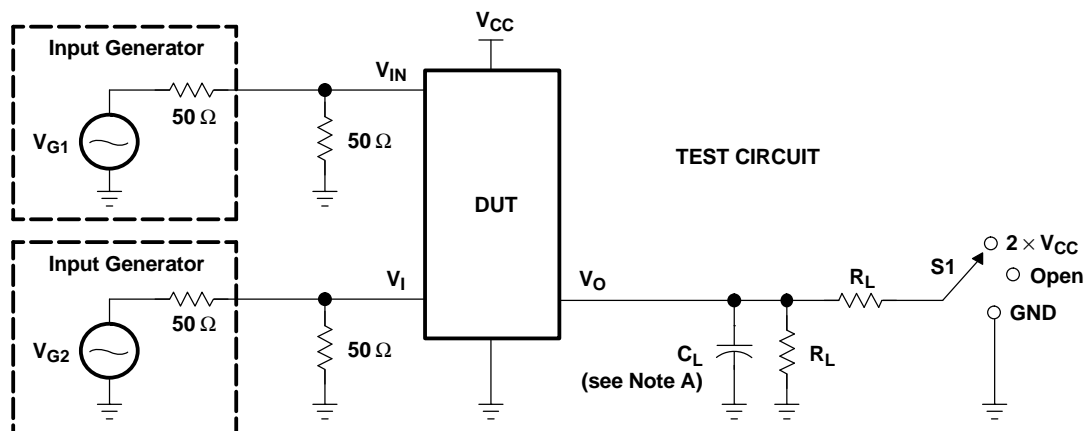 Input Generator
V_CC
V_IN
50 Ω
V_G1
50 Ω
TEST CIRCUIT
DUT
Input Generator
2 × V_CC
S1
Open
V_I
V_O
R_L
50 Ω
GND
V_G2
50 Ω
C_L
R_L
(see Note A)